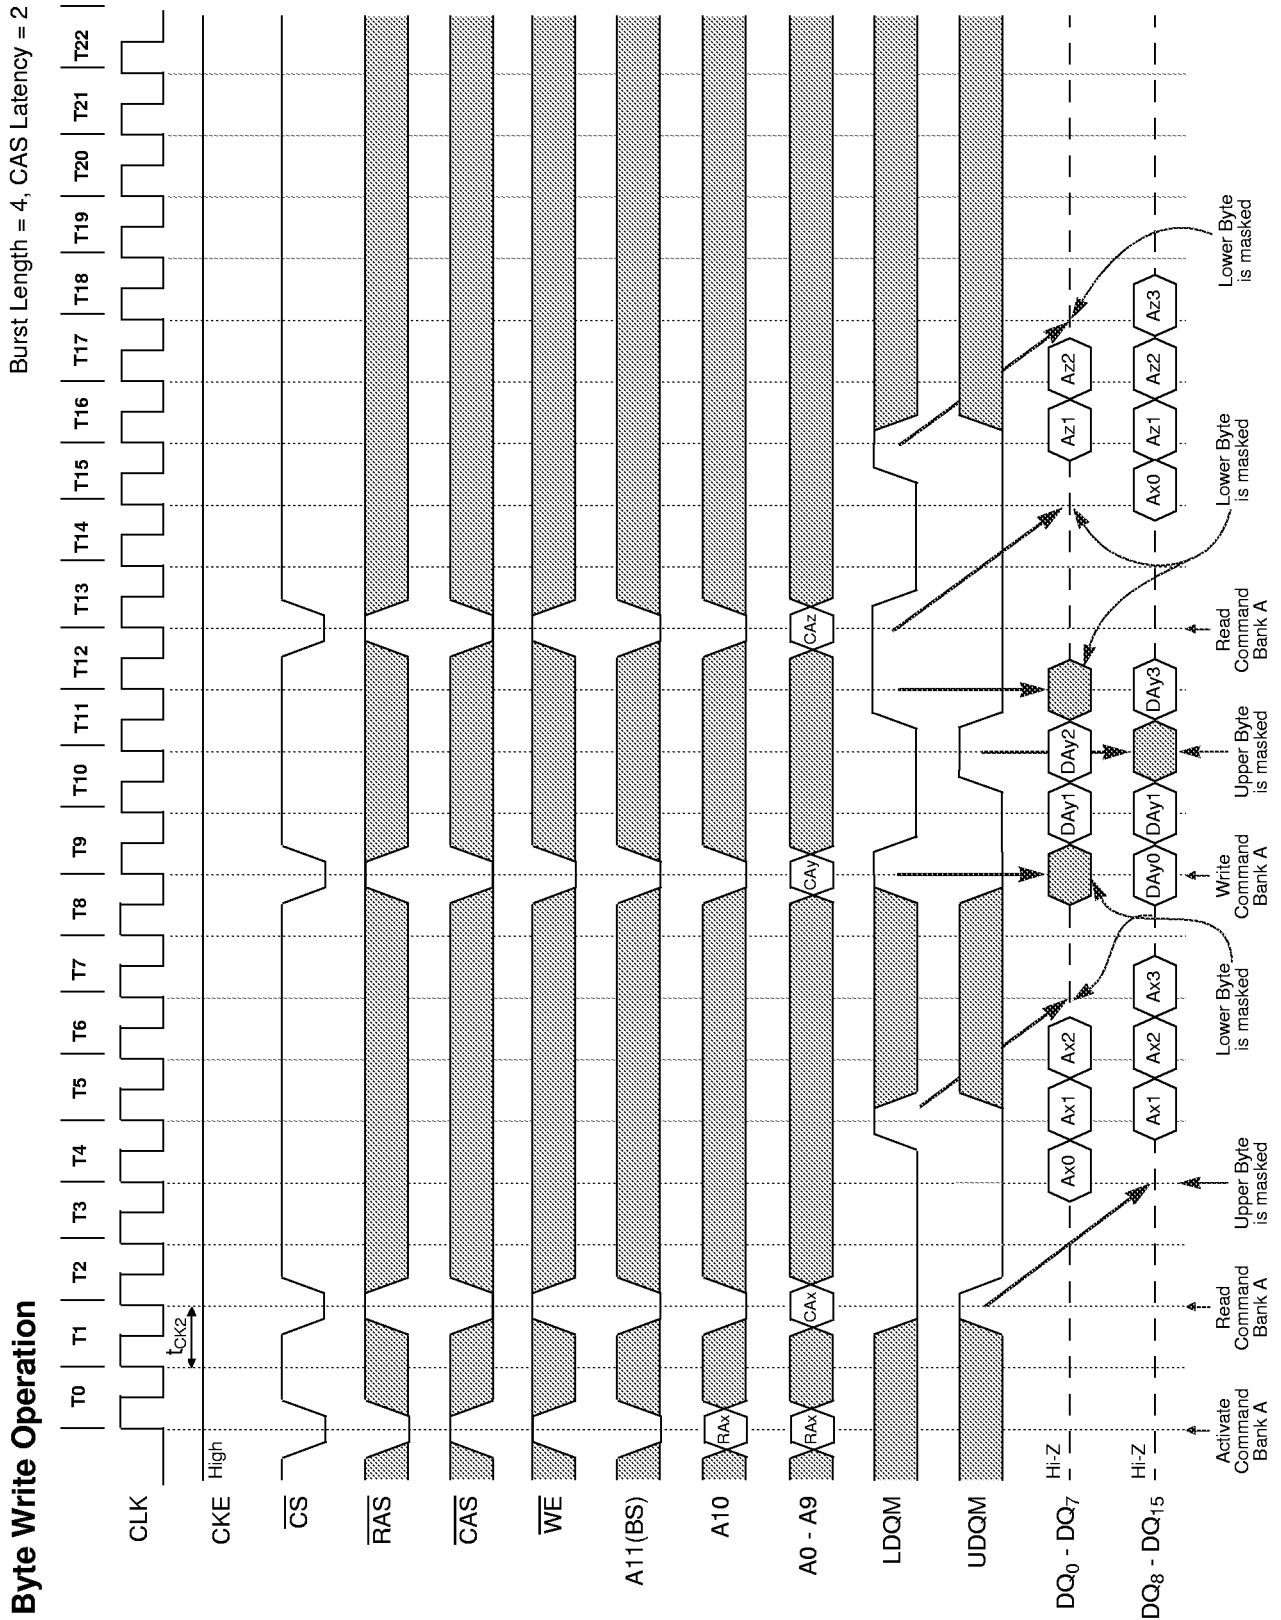 Byte Write Operation
Burst Length = 4, CAS Latency = 2
T0 T1 T2 T3 T4 T5 T6 T7 T8 T9 T10 T11 T12 T13 T14 T15 T16 T17 T18 T19 T20 T21 T22
CLK
tCK2
CKE
High
CS
RAS
CAS
WE
A11(BS)
A10
RAx
A0 - A9
RAx CAx CAy CAz
LDQM
UDQM
DQ0 - DQ7
Hi-Z
Ax0 Ax1 Ax2 DAy1 DAy2 Az1 Az2
DQ8 - DQ15
Hi-Z
Ax1 Ax2 Ax3 DAy0 DAy1 DAy3 Ax0 Az1 Az2 Az3
Activate
Command
Bank A
Read
Command
Bank A
Upper Byte
is masked
Lower Byte
is masked
Write
Command
Bank A
Upper Byte
is masked
Read
Command
Bank A
Lower Byte
is masked
Lower Byte
is masked